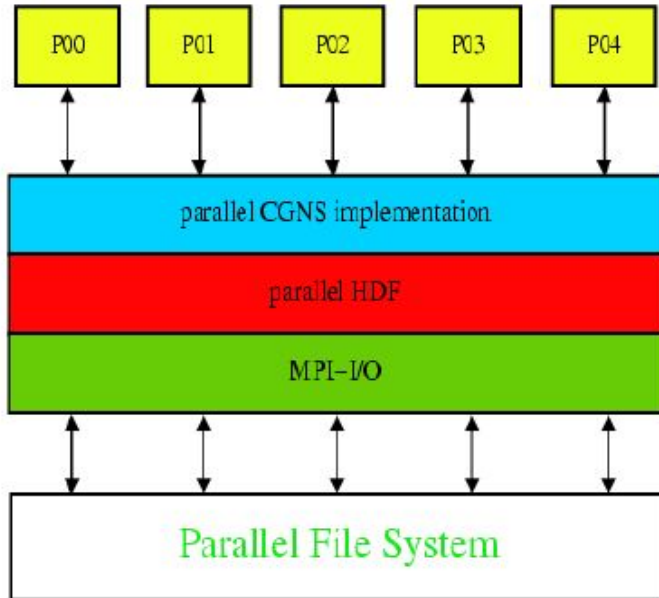 P00 P01 P02 P03 P04
parallel CGNS implementation
parallel HDF
MPI−I/O
Parallel File System